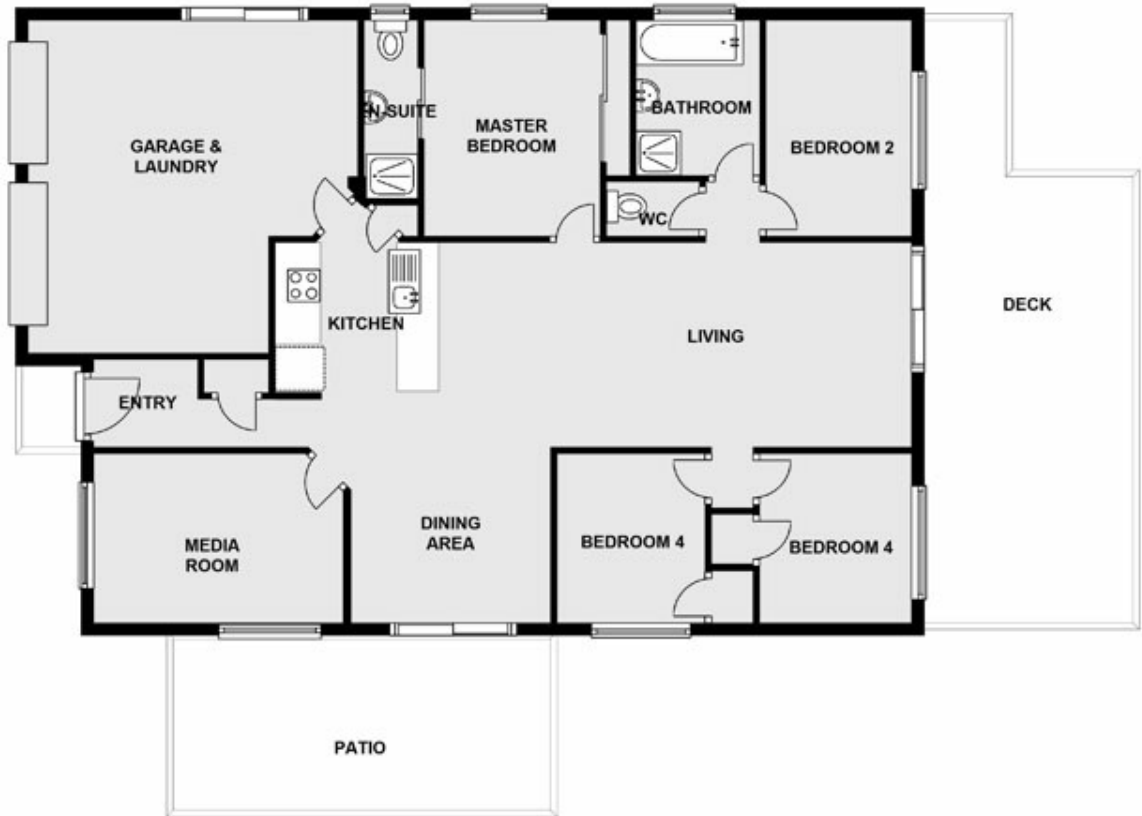 GARAGE &
LAUNDRY
N-SUITE
MASTER
BEDROOM
BATHROOM
BEDROOM 2
WC
DECK
KITCHEN
LIVING
ENTRY
MEDIA
ROOM
DINING
AREA
BEDROOM 4
BEDROOM 4
PATIO